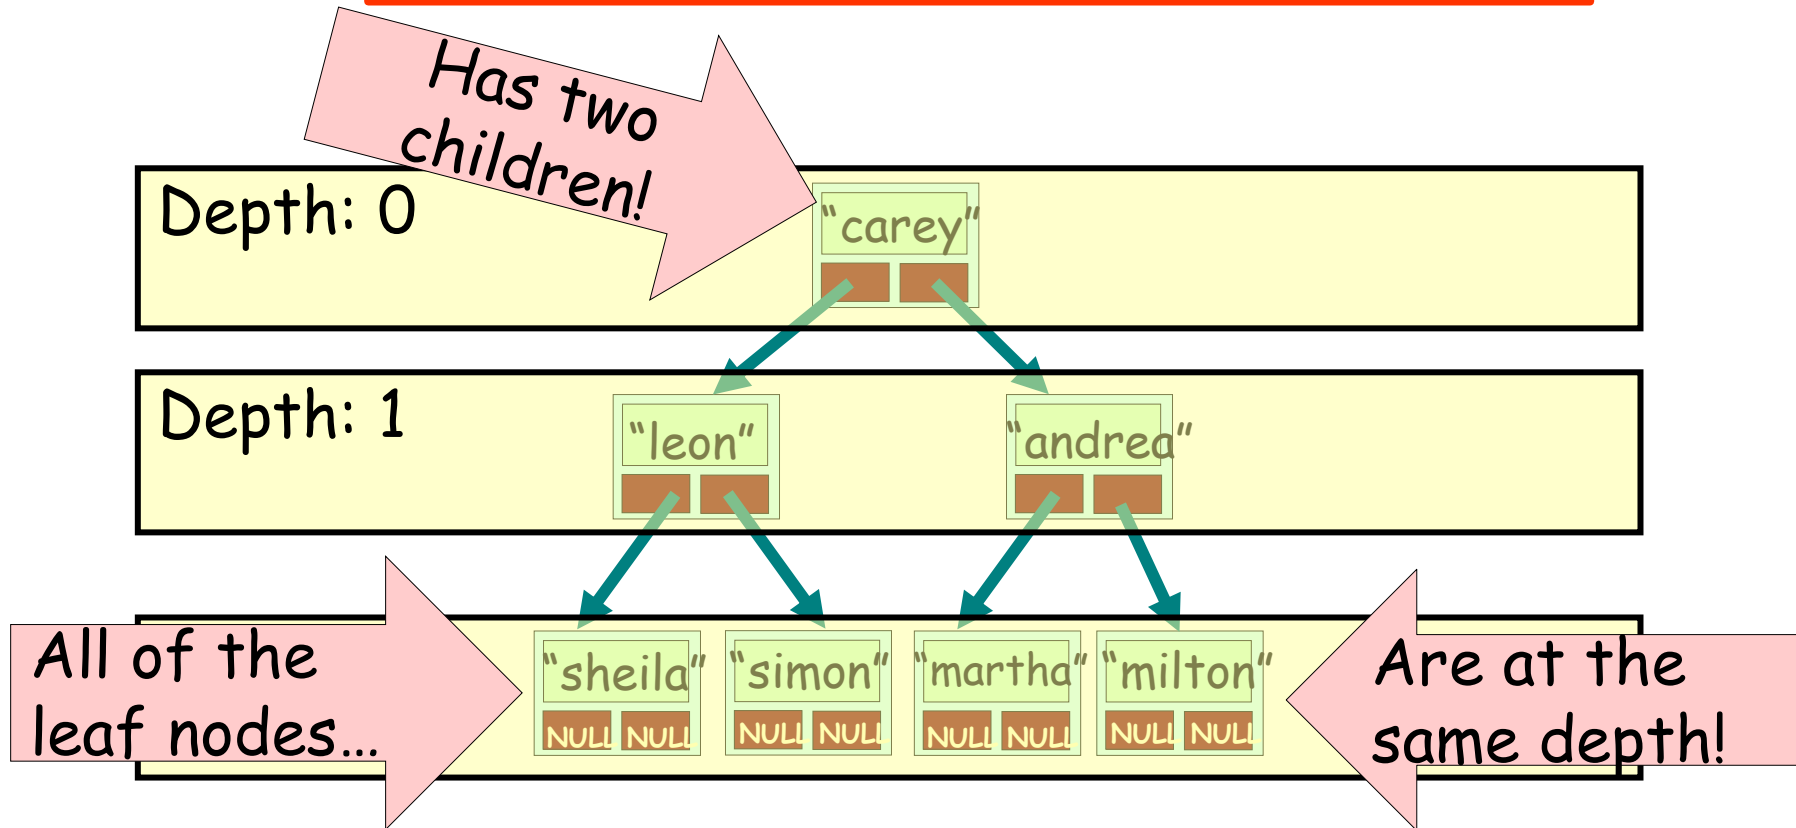 Has two
children!
Depth: 0
“carey”
Depth: 1
“leon”
“andrea”
All of the
leaf nodes...
“sheila”
“simon”
“martha”
“milton”
NULL NULL NULL NULL NULL NULL NULL NULL
Are at the
same depth!